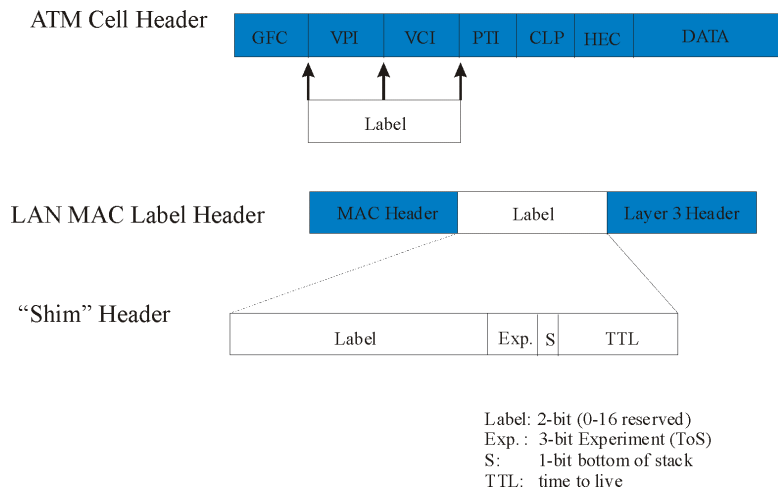 ATM Cell Header
GFC VPI VCI PTI CLP HEC DATA
Label
LAN MAC Label Header
MAC Header Label Layer 3 Header
“Shim” Header
Label Exp. S TTL
Label: 2-bit (0-16 reserved)
Exp. : 3-bit Experiment (ToS)
S: 1-bit bottom of stack
TTL: time to live